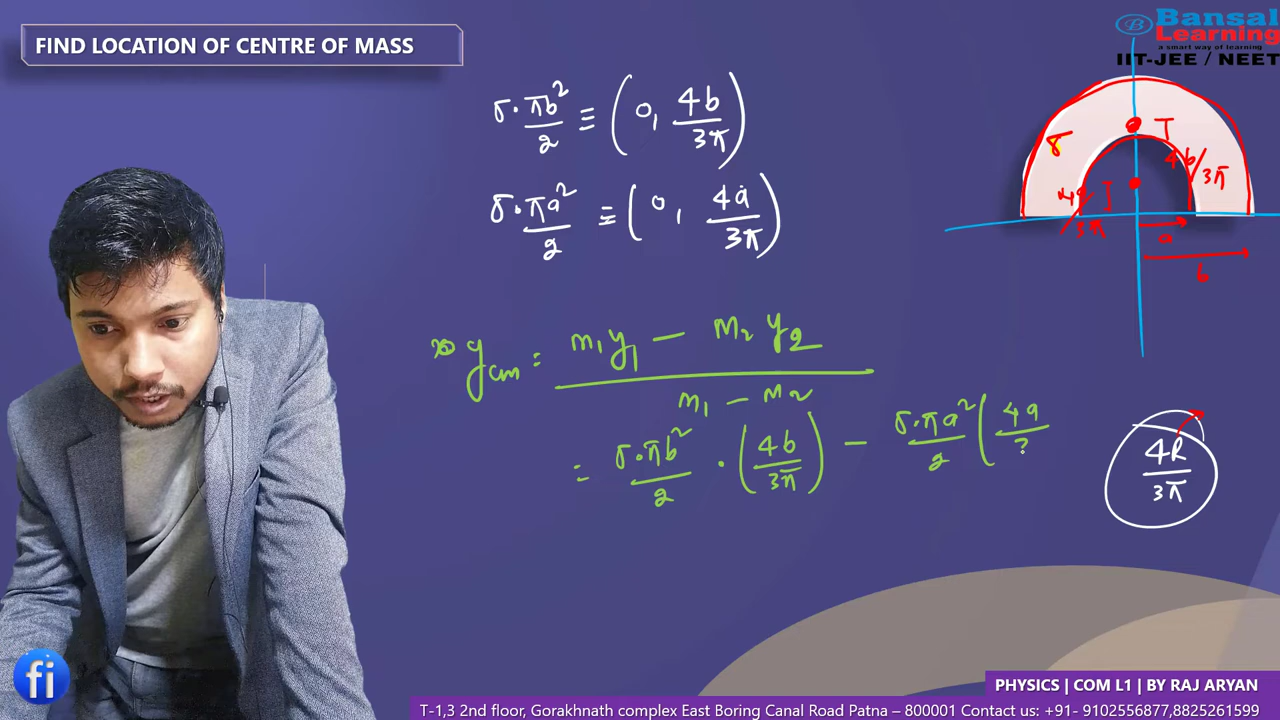 FIND LOCATION OF CENTRE OF MASS
B Bansal
Learning
a smart way of learning
IIT-JEE / NEET
σ·πb²/2 ≡ (0, 4b/3π)
σ·πa²/2 ≡ (0, 4a/3π)
σ
4b/3π
4a/3π
a
b
y_cm = (m₁y₁ − m₂y₂)/(m₁ − m₂)
= σ·πb²/2 · (4b/3π) − σ·πa²/2 (4a/3
4R/3π
fi
PHYSICS | COM L1 | BY RAJ ARYAN
T-1,3 2nd floor, Gorakhnath complex East Boring Canal Road Patna – 800001 Contact us: +91- 9102556877,8825261599